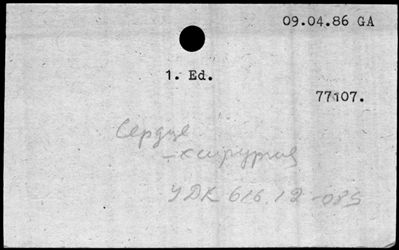 09.04.86 GA
1. Ed.
77107.
Сердце
-хирургия
УДК 616.12-089